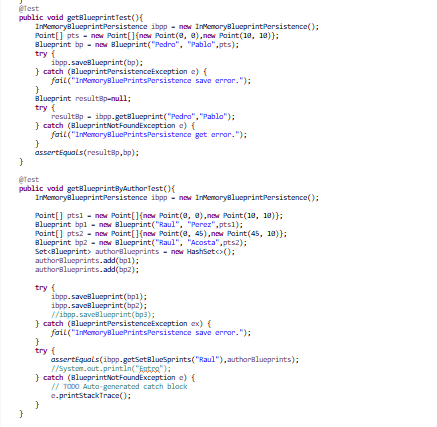 @Test
public void getBlueprintTest(){
InMemoryBlueprintPersistence ibpp = new InMemoryBlueprintPersistence();
Point[] pts = new Point[]{new Point(0, 0),new Point(10, 10)};
Blueprint bp = new Blueprint("Pedro", "Pablo",pts);
try {
ibpp.saveBlueprint(bp);
} catch (BlueprintPersistenceException e) {
fail("InMemoryBluePrintsPersistence save error.");
}
Blueprint resultBp=null;
try {
resultBp = ibpp.getBlueprint("Pedro","Pablo");
} catch (BlueprintNotFoundException e) {
fail("InMemoryBluePrintsPersistence get error.");
}
assertEquals(resultBp,bp);
}
@Test
public void getBlueprintByAuthorTest(){
InMemoryBlueprintPersistence ibpp = new InMemoryBlueprintPersistence();
Point[] pts1 = new Point[]{new Point(0, 0),new Point(10, 10)};
Blueprint bp1 = new Blueprint("Raul", "Perez",pts1);
Point[] pts2 = new Point[]{new Point(0, 45),new Point(45, 10)};
Blueprint bp2 = new Blueprint("Raul", "Acosta",pts2);
Set<Blueprint> authorBlueprints = new HashSet<>();
authorBlueprints.add(bp1);
authorBlueprints.add(bp2);
try {
ibpp.saveBlueprint(bp1);
ibpp.saveBlueprint(bp2);
//ibpp.saveBlueprint(bp3);
} catch (BlueprintPersistenceException ex) {
fail("InMemoryBluePrintsPersistence save error.");
}
try {
assertEquals(ibpp.getSetBlueSprints("Raul"),authorBlueprints);
//System.out.println("Entro");
} catch (BlueprintNotFoundException e) {
// TODO Auto-generated catch block
e.printStackTrace();
}
}